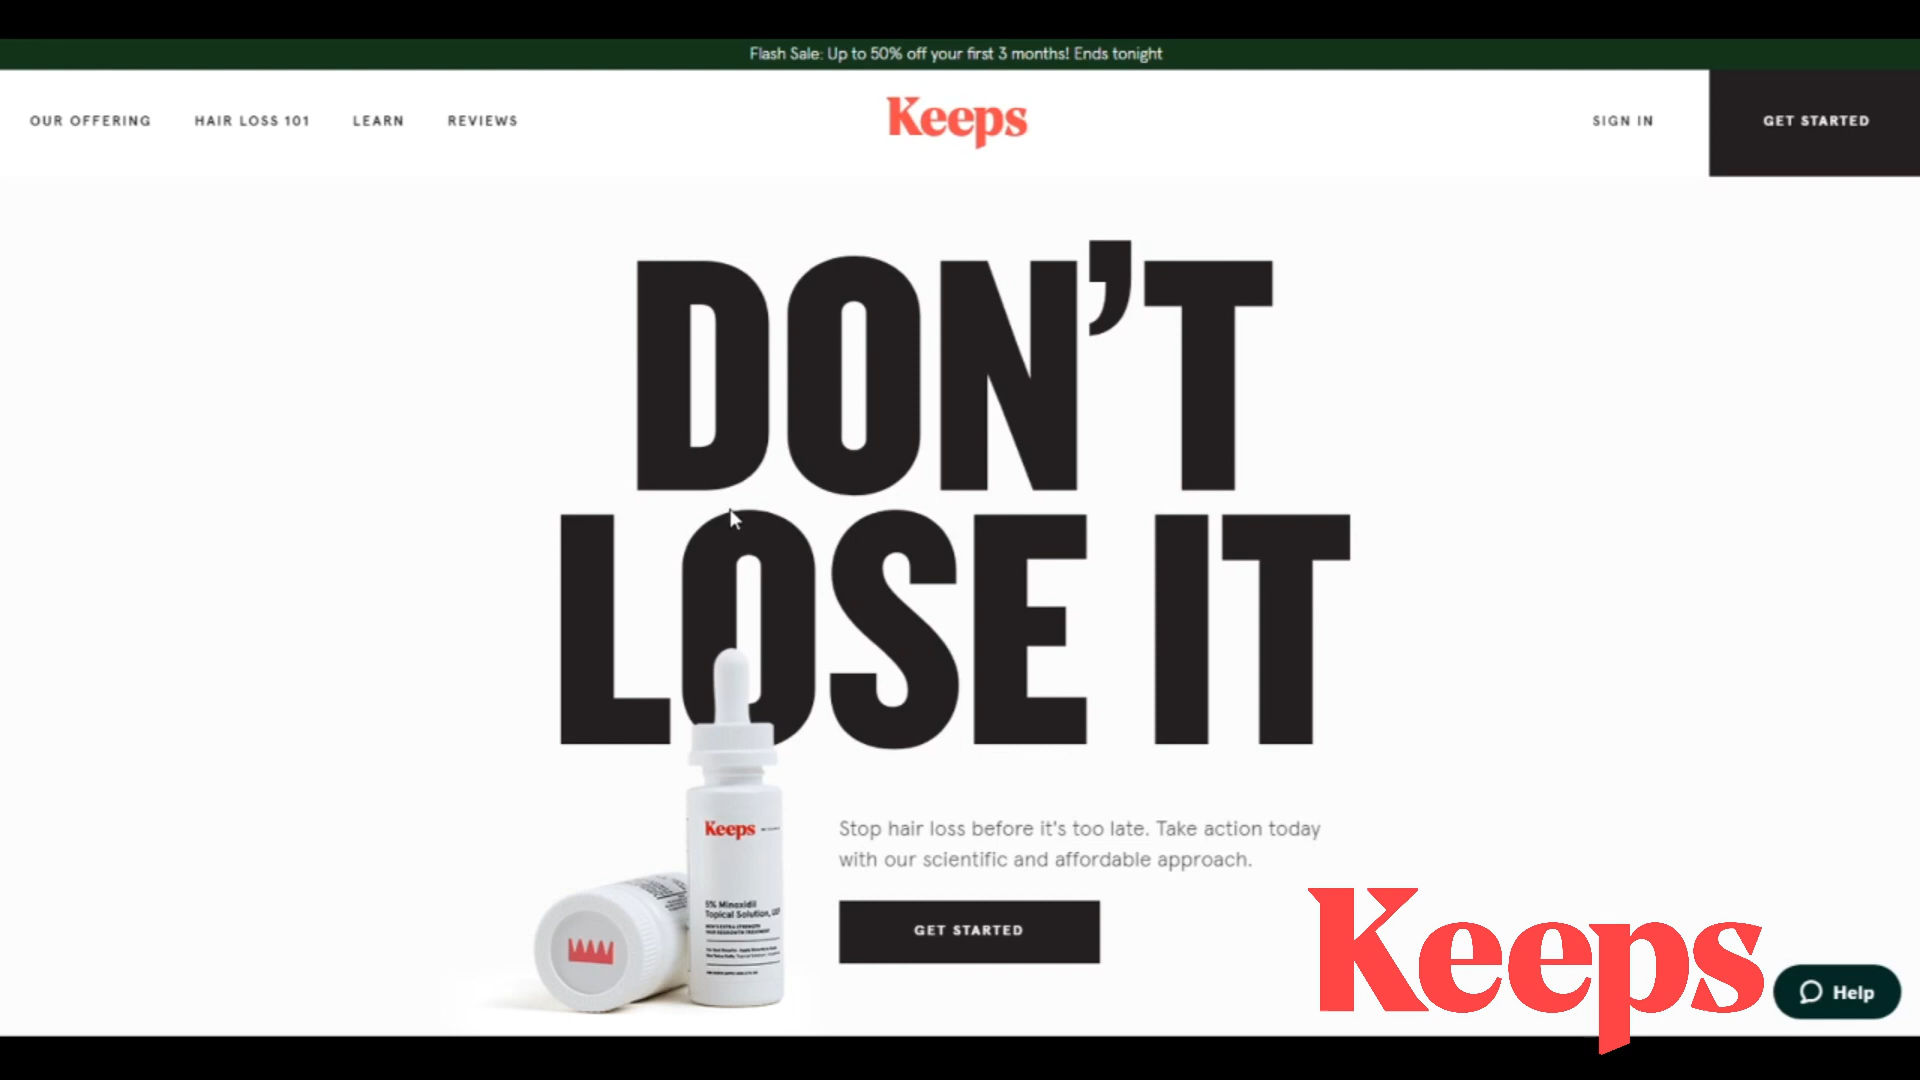 Flash Sale: Up to 50% off your first 3 months! Ends tonight
OUR OFFERING
HAIR LOSS 101
LEARN
REVIEWS
Keeps
SIGN IN
GET STARTED
DON'T
LOSE IT
Keeps
5% Minoxidil
Topical Solution,
Stop hair loss before it's too late. Take action today
with our scientific and affordable approach.
GET STARTED
Keeps
Help